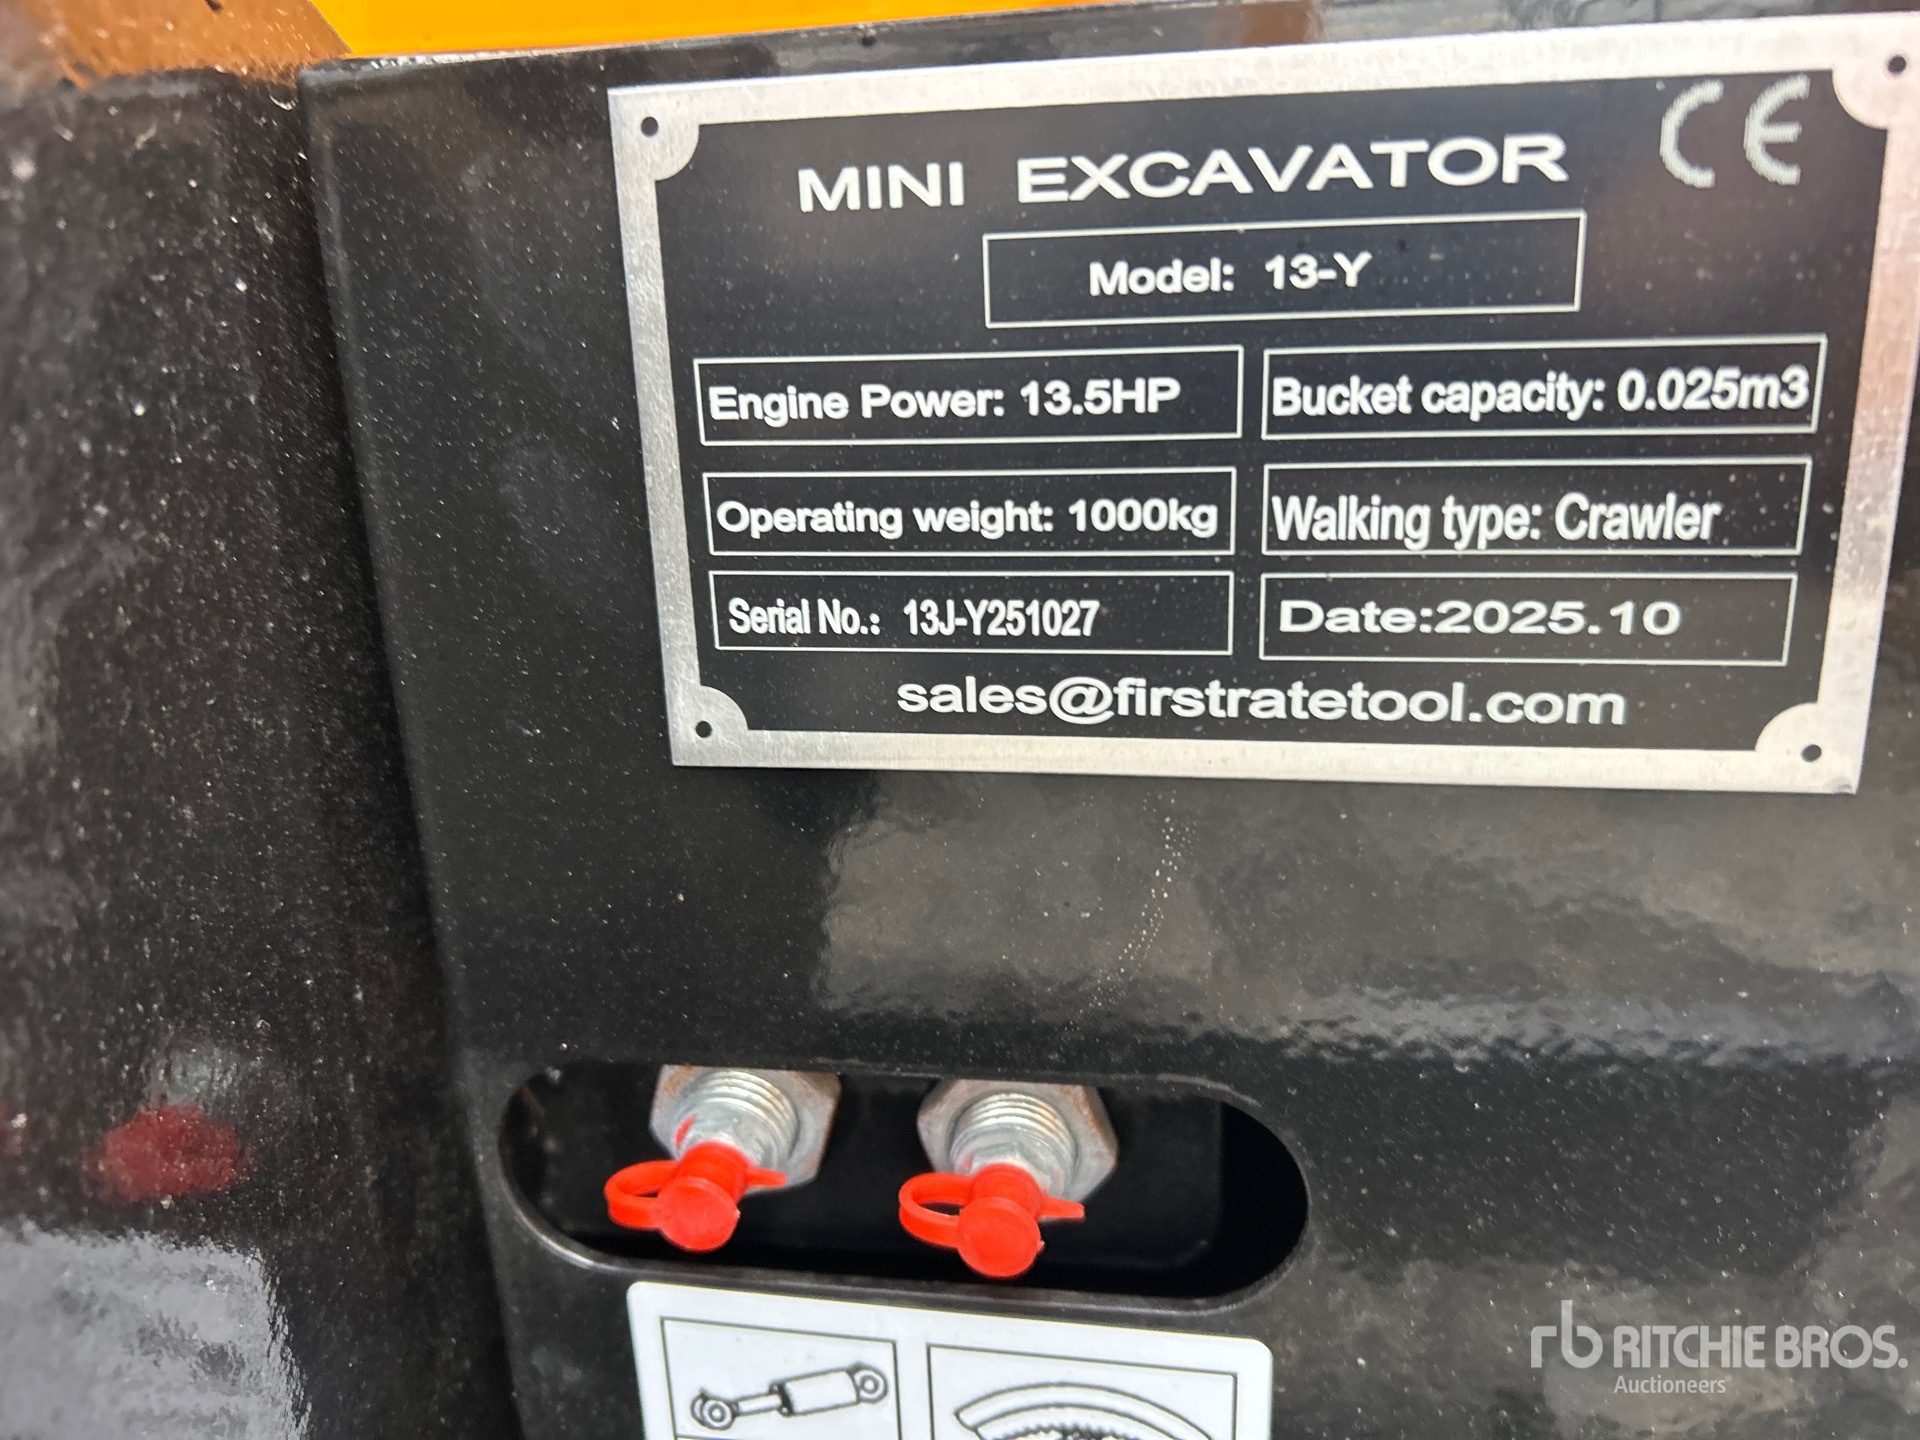 CE
MINI EXCAVATOR
Model: 13-Y
Engine Power: 13.5HP
Bucket capacity: 0.025m3
Operating weight: 1000kg
Walking type: Crawler
Serial No.: 13J-Y251027
Date:2025.10
sales@firstratetool.com
rb RITCHIE BROS.
Auctioneers